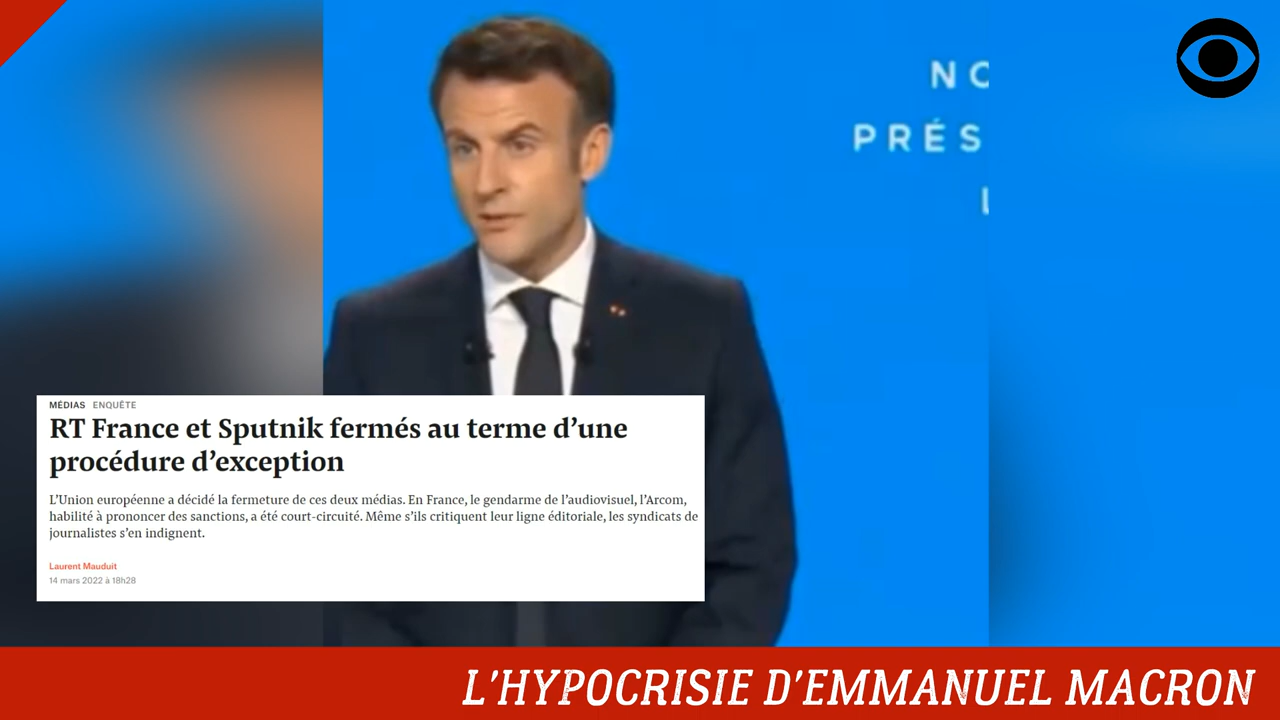 NO
PRÉS
L
MÉDIAS ENQUÊTE
RT France et Sputnik fermés au terme d’une
procédure d’exception
L’Union européenne a décidé la fermeture de ces deux médias. En France, le gendarme de l’audiovisuel, l’Arcom,
habilité à prononcer des sanctions, a été court-circuité. Même s’ils critiquent leur ligne éditoriale, les syndicats de
journalistes s’en indignent.
Laurent Mauduit
14 mars 2022 à 18h28
L'HYPOCRISIE D'EMMANUEL MACRON